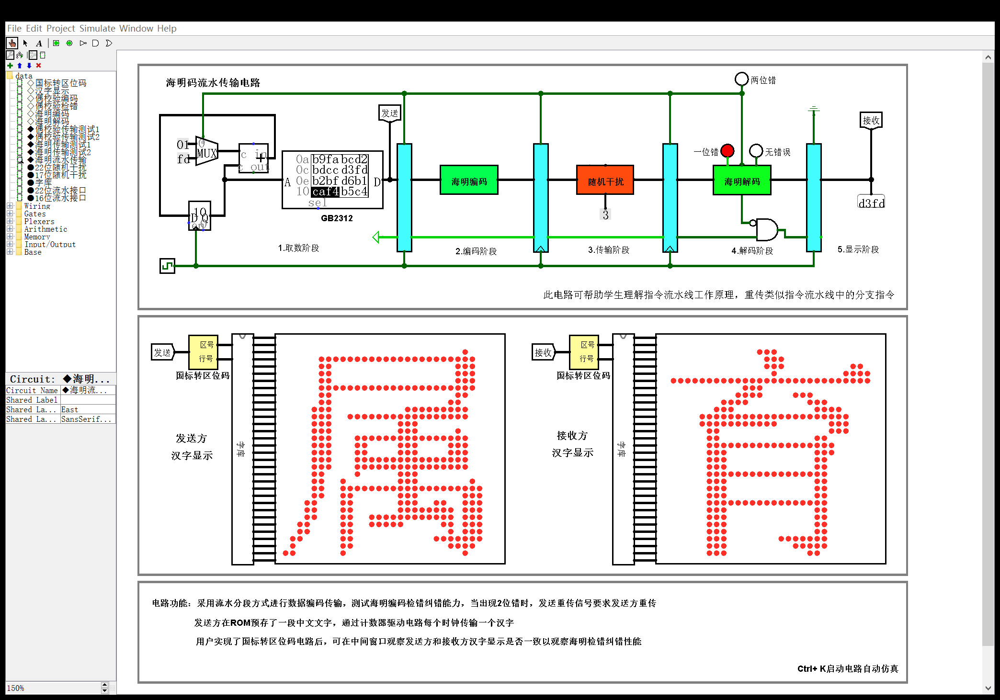 File Edit Project Simulate Window Help
A
data
◇国标转区位码
◇汉字显示
◇偶校验编码
◇偶校验检错
◇海明编码
◇海明解码
◆偶校验传输测试1
◆偶校验传输测试2
◆海明传输测试1
◆海明传输测试2
◆海明流水传输
●22位随机干扰
●17位随机干扰
●字库
●22位流水接口
●16位流水接口
Wiring
Gates
Plexers
Arithmetic
Memory
Input/Output
Base
Circuit: ◆海明...
Circuit Name ◆海明流...
Shared Label
Shared La... East
Shared La... SansSerif...
150%
海明码流水传输电路
两位错
发送
接收
01
0
MUX
fd
c in
+
c out
0a b9fa bcd2
0c bdcc d3fd
0e b2bf d6b1
10 caf4 b5c4
A
D
sel
GB2312
10
D Q
en
0
一位错
无错误
海明编码
随机干扰
海明解码
3
d3fd
1.取数阶段
2.编码阶段
3.传输阶段
4.解码阶段
5.显示阶段
此电路可帮助学生理解指令流水线工作原理，重传类似指令流水线中的分支指令
发送
区号
行号
国标转区位码
发送方
汉字显示
字库
属
接收
区号
行号
国标转区位码
接收方
汉字显示
字库
育
电路功能：采用流水分段方式进行数据编码传输，测试海明编码检错纠错能力，当出现2位错时，发送重传信号要求发送方重传
发送方在ROM预存了一段中文文字，通过计数器驱动电路每个时钟传输一个汉字
用户实现了国标转区位码电路后，可在中间窗口观察发送方和接收方汉字显示是否一致以观察海明检错纠错性能
Ctrl+ K启动电路自动仿真